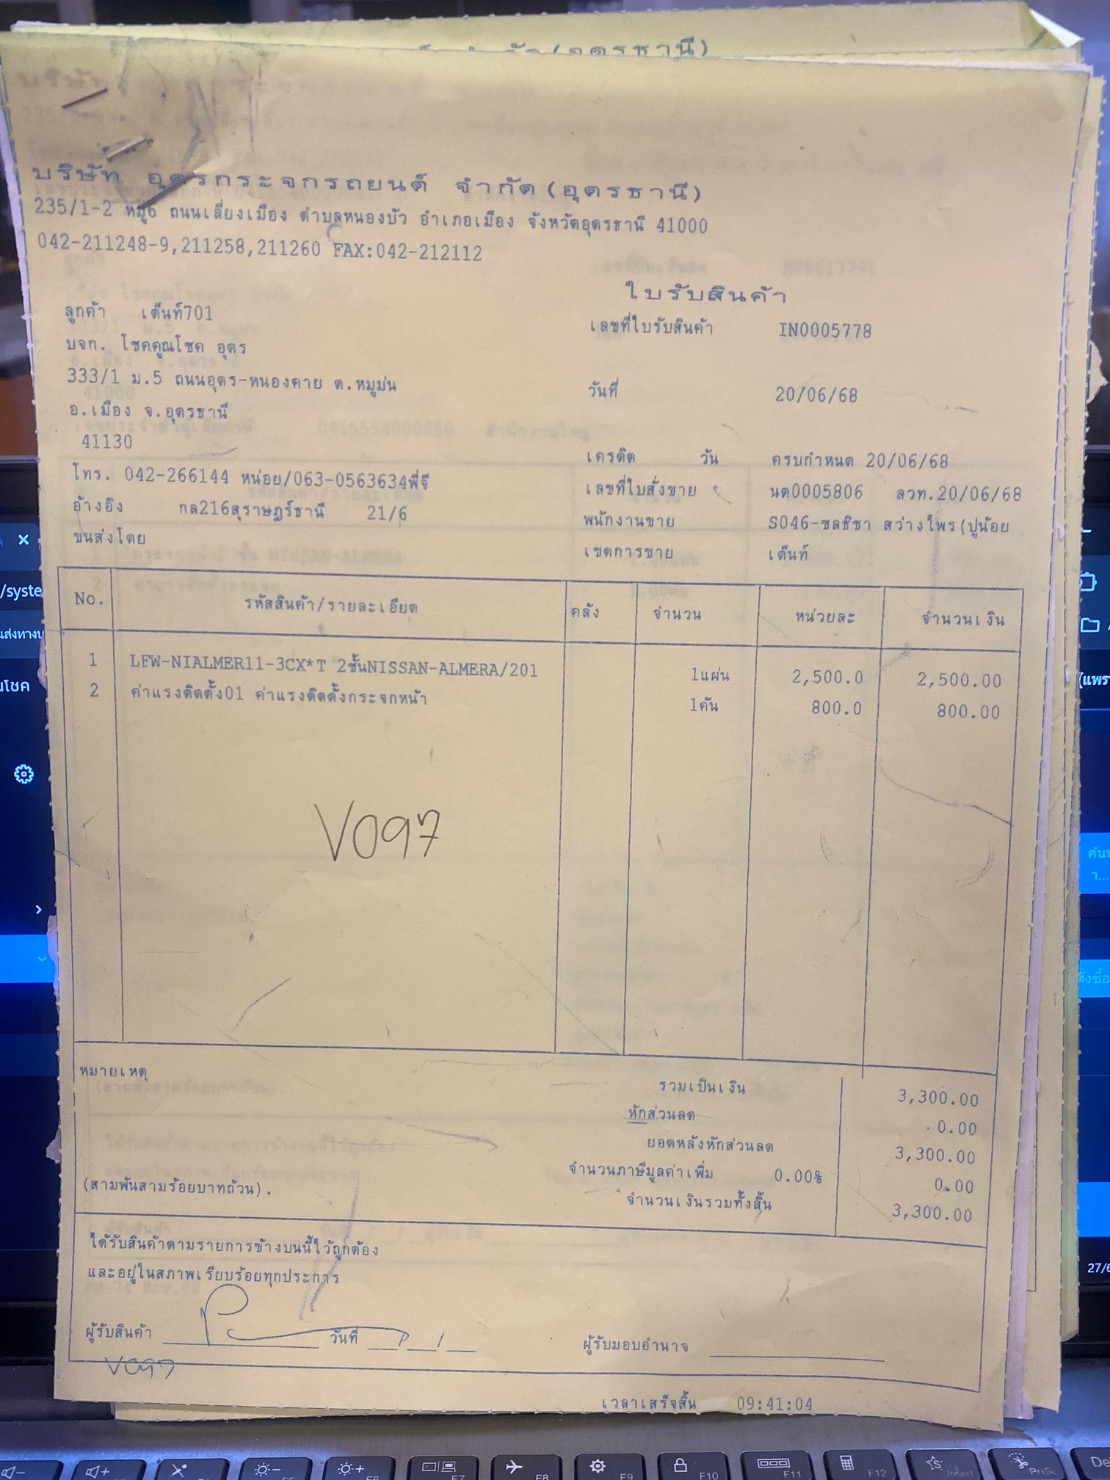 บริษัท อุดรกระจกรถยนต์ จำกัด(อุดรธานี)
235/1-2 หมู่6 ถนนเลี่ยงเมือง ตำบลหนองบัว อำเภอเมือง จังหวัดอุดรธานี 41000
042-211248-9,211258,211260 FAX:042-212112
ใบรับสินค้า
ลูกค้า เต็นท์701
เลขที่ใบรับสินค้า IN0005778
บจก. โชคคูณโชค อุดร
333/1 ม.5 ถนนอุดร-หนองคาย ต.หมูม่น
วันที่ 20/06/68
อ.เมือง จ.อุดรธานี
41130
เครดิต วัน ครบกำหนด 20/06/68
โทร. 042-266144 หน่อย/063-0563634พี่จี
เลขที่ใบสั่งขาย นต0005806 ลวท.20/06/68
อ้างอิง กล216สุราษฎร์ธานี 21/6
พนักงานขาย S046-ชลธิชา สว่างไพร(ปูน้อย
ขนส่งโดย
เขตการขาย เต็นท์
No. รหัสสินค้า/รายละเอียด คลัง จำนวน หน่วยละ จำนวนเงิน
1 LFW-NIALMER11-3CX*T 2ชั้นNISSAN-ALMERA/201 1แผ่น 2,500.0 2,500.00
2 ค่าแรงติดตั้ง01 ค่าแรงติดตั้งกระจกหน้า 1คัน 800.0 800.00
V097
หมายเหตุ
รวมเป็นเงิน 3,300.00
หักส่วนลด 0.00
ยอดหลังหักส่วนลด 3,300.00
จำนวนภาษีมูลค่าเพิ่ม 0.00% 0.00
(สามพันสามร้อยบาทถ้วน). จำนวนเงินรวมทั้งสิ้น 3,300.00
ได้รับสินค้าตามรายการข้างบนนี้ไว้ถูกต้อง
และอยู่ในสภาพเรียบร้อยทุกประการ
ผู้รับสินค้า วันที่ ผู้รับมอบอำนาจ
V097
เวลาเสร็จสิ้น 09:41:04